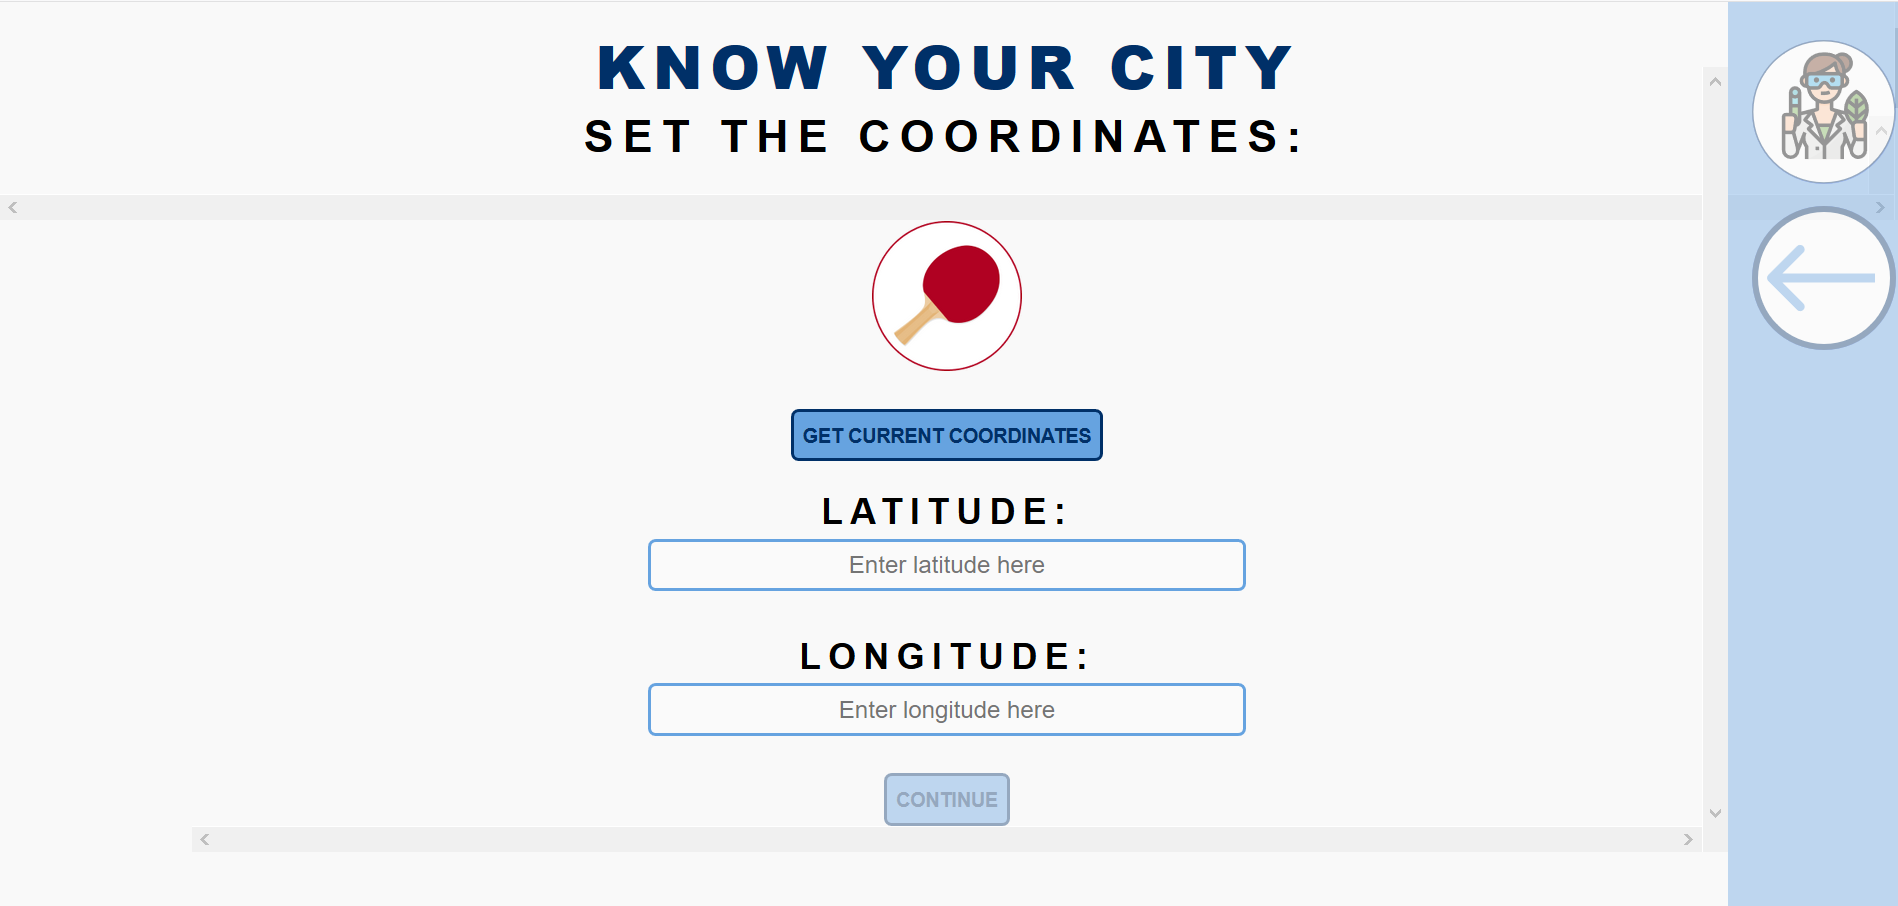 KNOW YOUR CITY
SET THE COORDINATES:
GET CURRENT COORDINATES
LATITUDE:
Enter latitude here
LONGITUDE:
Enter longitude here
CONTINUE